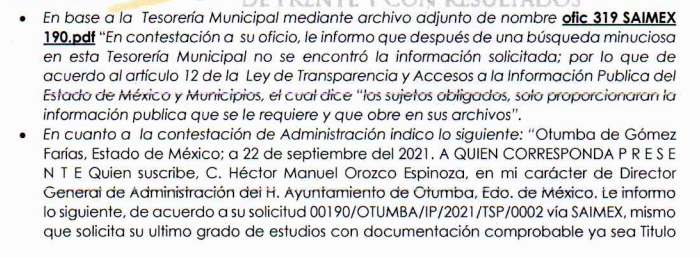 DE FRENTE Y CON RESULTADOS
• En base a la Tesorería Municipal mediante archivo adjunto de nombre ofic 319 SAIMEX
190.pdf "En contestación a su oficio, le informo que después de una búsqueda minuciosa
en esta Tesorería Municipal no se encontró la información solicitada; por lo que de
acuerdo al artículo 12 de la Ley de Transparencia y Accesos a la Información Publica del
Estado de México y Municipios, el cual dice "los sujetos obligados, solo proporcionaran la
información publica que se le requiere y que obre en sus archivos".
• En cuanto a la contestación de Administración indico lo siguiente: "Otumba de Gómez
Farías, Estado de México; a 22 de septiembre del 2021. A QUIEN CORRESPONDA P R E S E
N T E Quien suscribe, C. Héctor Manuel Orozco Espinoza, en mi carácter de Director
General de Administración del H. Ayuntamiento de Otumba, Edo. de México. Le informo
lo siguiente, de acuerdo a su solicitud 00190/OTUMBA/IP/2021/TSP/0002 vía SAIMEX, mismo
que solicita su ultimo grado de estudios con documentación comprobable ya sea Titulo